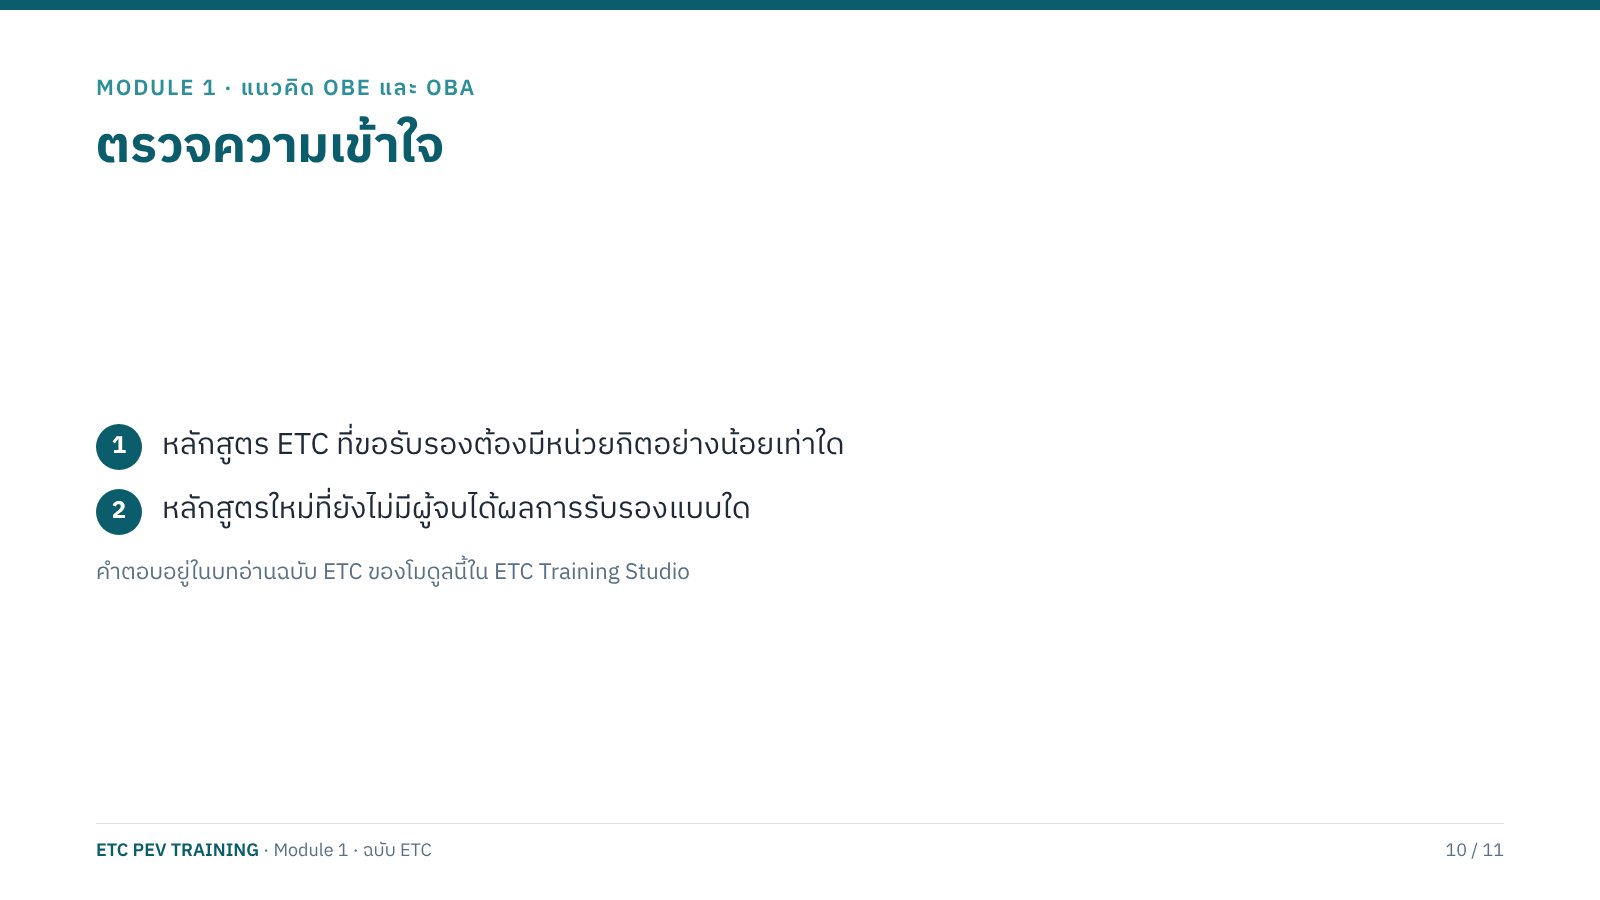 MODULE 1 · แนวคิด OBE และ OBA
ตรวจความเข้าใจ
1 หลักสูตร ETC ที่ขอรับรองต้องมีหน่วยกิตอย่างน้อยเท่าใด
2 หลักสูตรใหม่ที่ยังไม่มีผู้จบได้ผลการรับรองแบบใด
คำตอบอยู่ในบทอ่านฉบับ ETC ของโมดูลนี้ใน ETC Training Studio
ETC PEV TRAINING · Module 1 · ฉบับ ETC
10 / 11